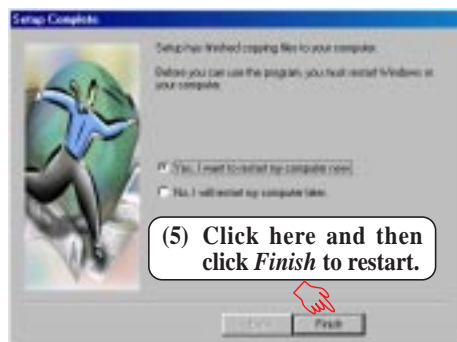 Setup Complete
Setup has finished copying files to your computer.
Before you can use the program, you must restart Windows or
your computer.
Yes, I want to restart my computer now.
No, I will restart my computer later.
(5) Click here and then
click Finish to restart.
Finish